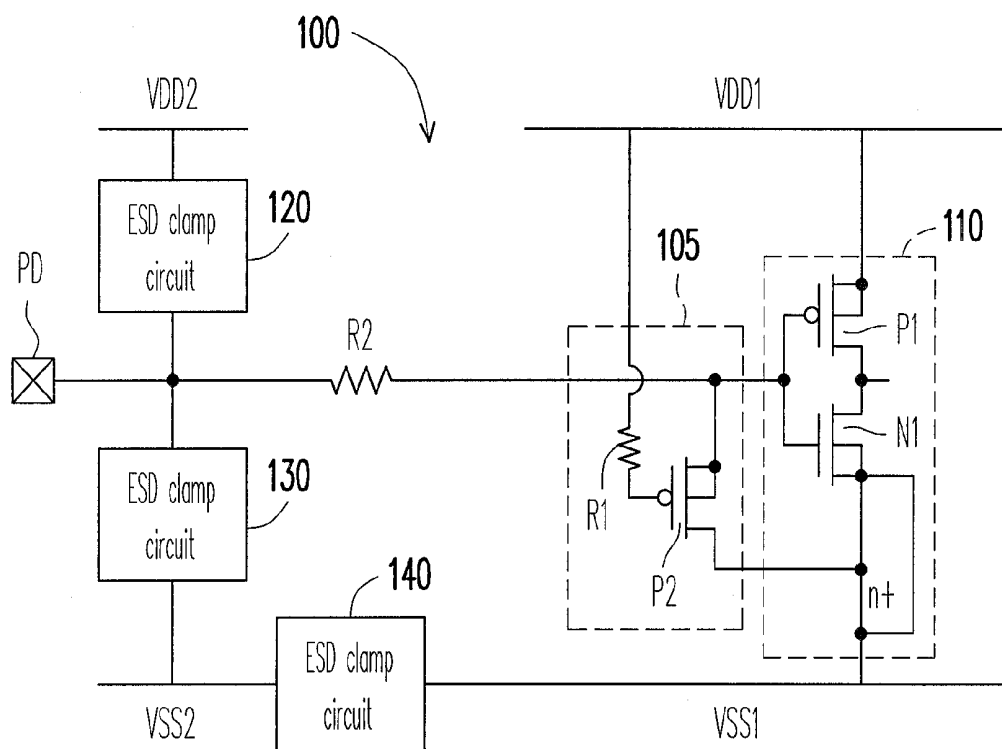 100
VDD2
VDD1
ESD clamp
circuit
120
105
110
PD
R2
P1
N1
ESD clamp
circuit
130
R1
P2
n+
140
ESD clamp
circuit
VSS2
VSS1